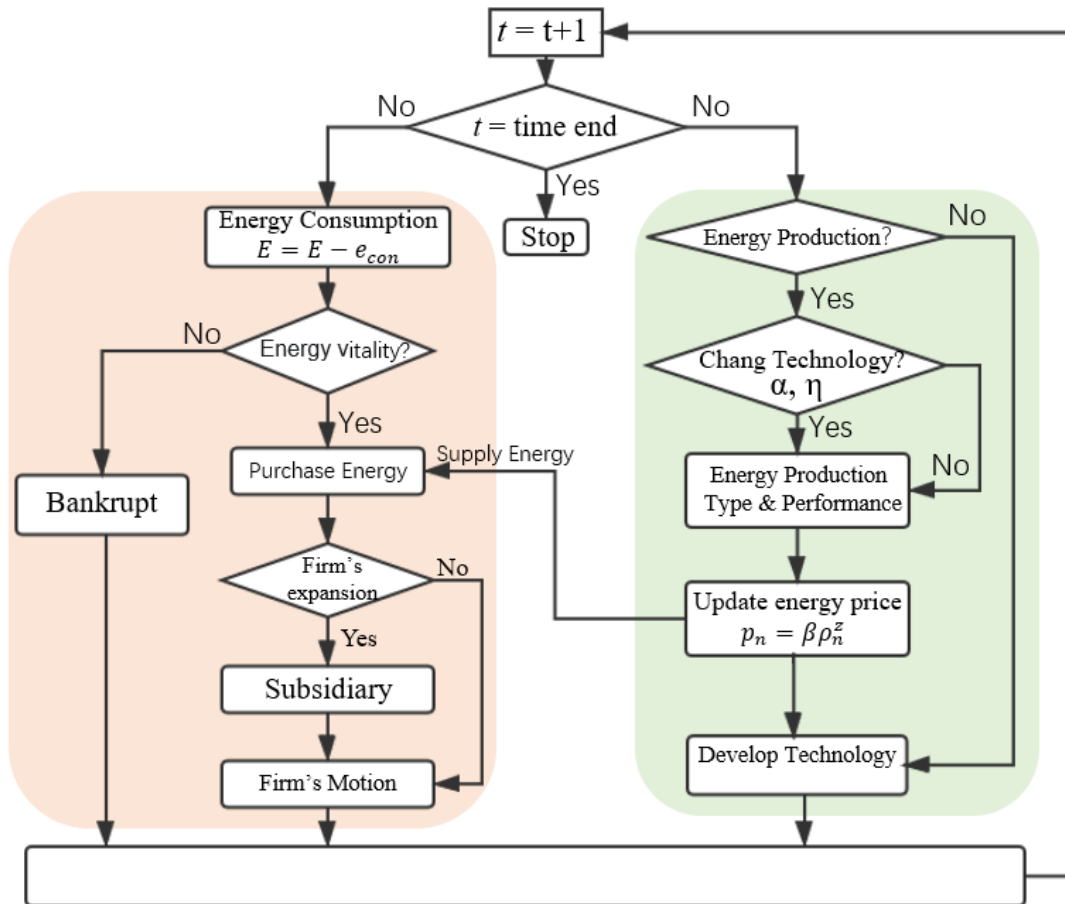 t = t+1
No
No
t = time end
Yes
Stop
Energy Consumption
E = E − e_con
No
Energy vitality?
Yes
Purchase Energy
Supply Energy
Bankrupt
Firm's
expansion
No
Yes
Subsidiary
Firm's Motion
Energy Production?
No
Yes
Chang Technology?
α, η
Yes
No
Energy Production
Type & Performance
Update energy price
p_n = βρ_n^z
Develop Technology